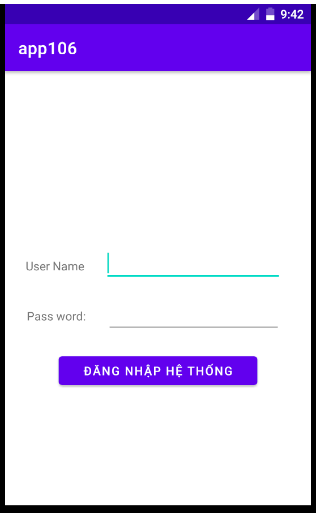 9:42
app106
User Name
Pass word:
ĐĂNG NHẬP HỆ THỐNG